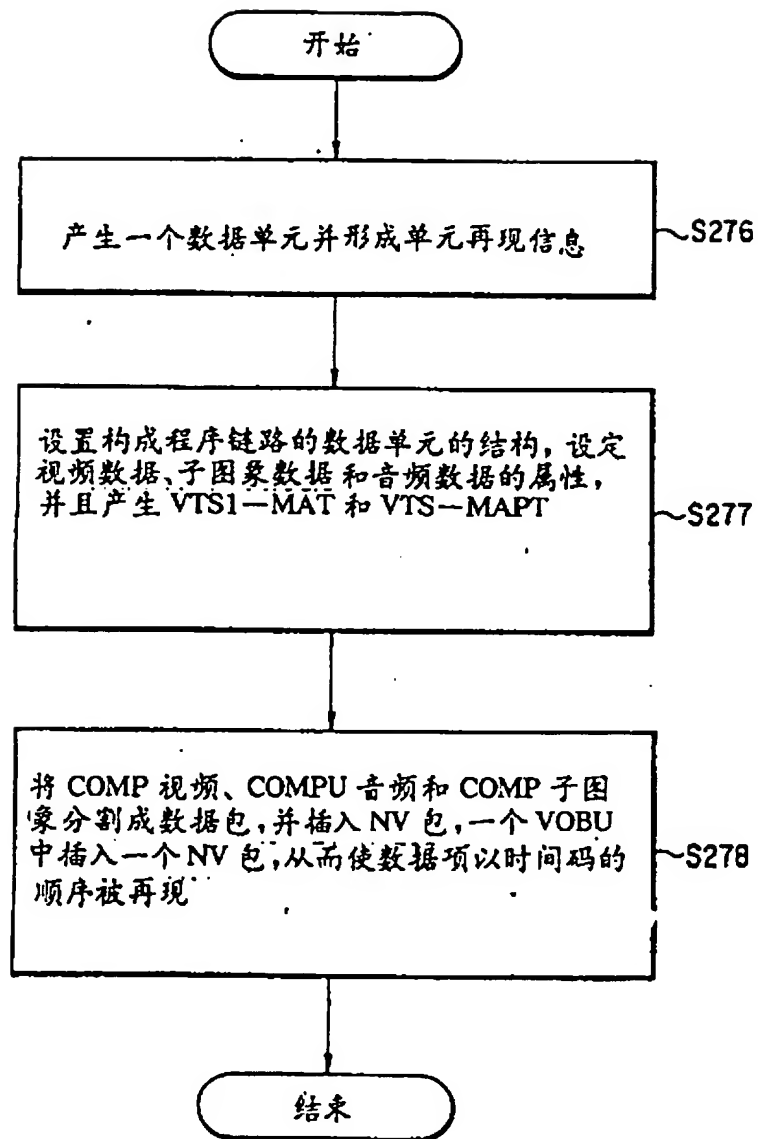 开始
产生一个数据单元并形成单元再现信息
S276
设置构成程序链路的数据单元的结构,设定
视频数据、子图象数据和音频数据的属性,
并且产生 VTS1—MAT 和 VTS—MAPT
S277
将 COMP 视频、COMPU 音频和 COMP 子图
象分割成数据包,并插入 NV 包,一个 VOBU
中插入一个 NV 包,从而使数据项以时间码的
顺序被再现
S278
结束